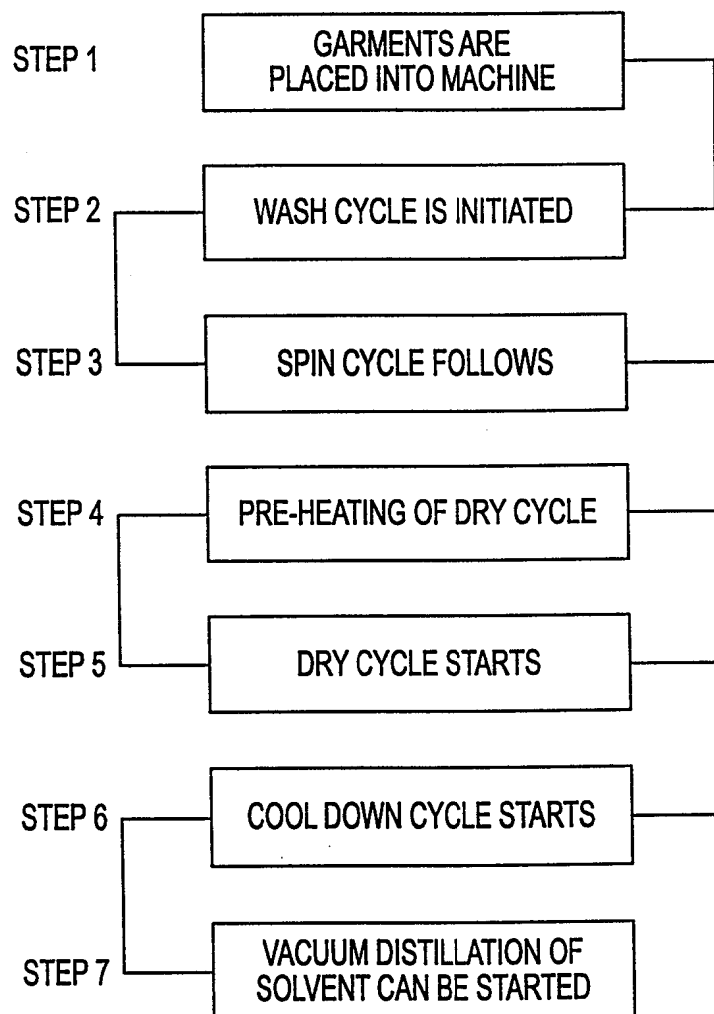 STEP 1
GARMENTS ARE
PLACED INTO MACHINE
STEP 2
WASH CYCLE IS INITIATED
STEP 3
SPIN CYCLE FOLLOWS
STEP 4
PRE-HEATING OF DRY CYCLE
STEP 5
DRY CYCLE STARTS
STEP 6
COOL DOWN CYCLE STARTS
STEP 7
VACUUM DISTILLATION OF
SOLVENT CAN BE STARTED